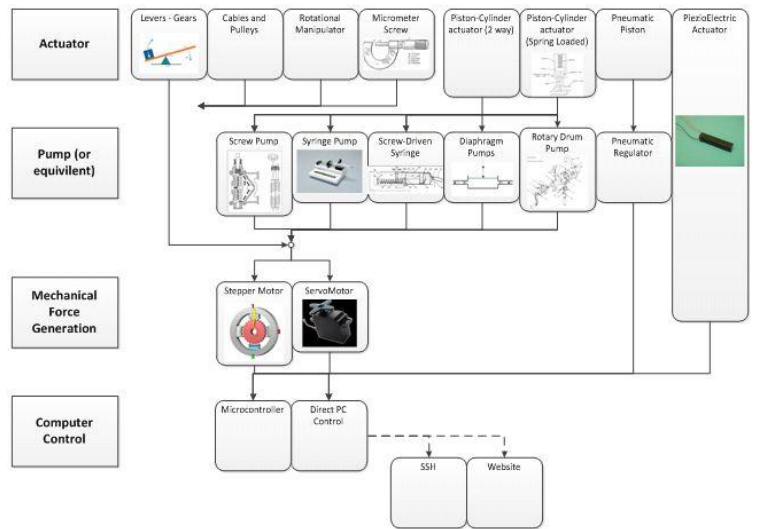 Actuator
Levers - Gears
Cables and
Pulleys
Rotational
Manipulator
Micrometer
Screw
Piston-Cylinder
actuator (2 way)
Piston-Cylinder
actuator
(Spring Loaded)
Pneumatic
Piston
PiezioElectric
Actuator
Pump (or
equivilent)
Screw Pump
Syringe Pump
Screw-Driven
Syringe
Diaphragm
Pumps
Rotary Drum
Pump
Pneumatic
Regulator
Mechanical
Force
Generation
Stepper Motor
ServoMotor
Computer
Control
Microcontroller
Direct PC
Control
SSH
Website